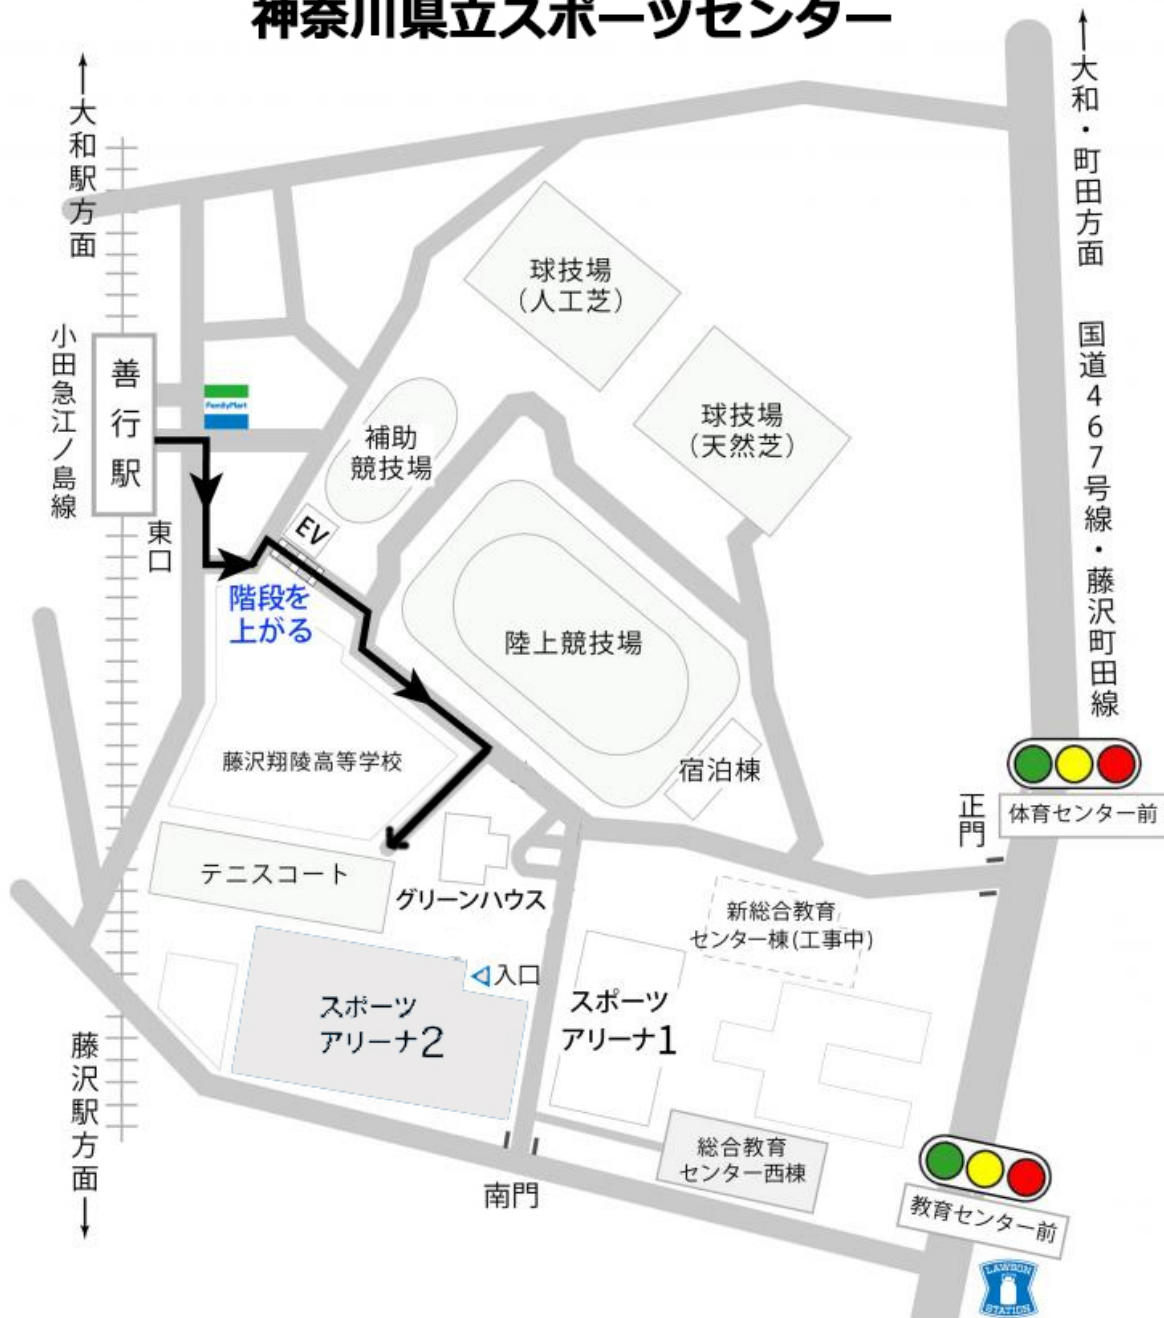 神奈川県立スポーツセンター
↑大和駅方面
↑大和・町田方面
国道467号線・藤沢町田線
小田急江ノ島線
善行駅
東口
FamilyMart
球技場
（人工芝）
球技場
（天然芝）
補助
競技場
EV
階段を
上がる
陸上競技場
宿泊棟
藤沢翔陵高等学校
正門
体育センター前
テニスコート
グリーンハウス
新総合教育
センター棟(工事中)
入口
スポーツ
アリーナ2
スポーツ
アリーナ1
藤沢駅方面↓
総合教育
センター西棟
南門
教育センター前
LAWSON
STATION